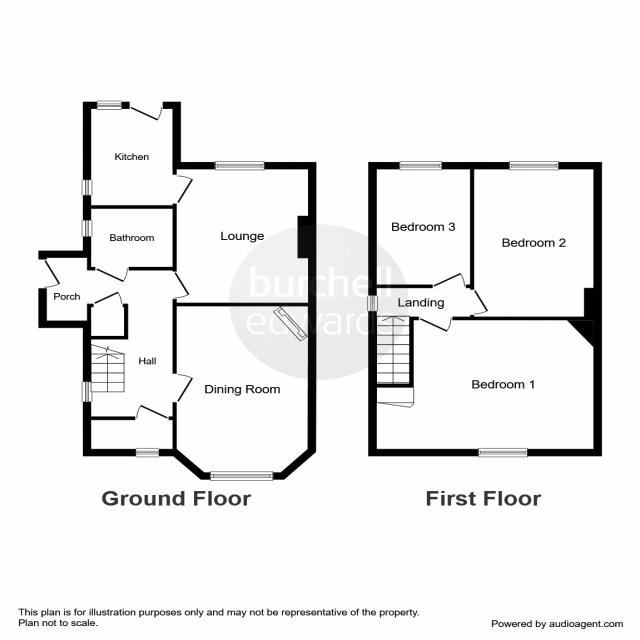 Kitchen
Bathroom
Lounge
Porch
Hall
Dining Room
Bedroom 3
Bedroom 2
Landing
Bedroom 1
burchell
edwards
Ground Floor
First Floor
This plan is for illustration purposes only and may not be representative of the property.
Plan not to scale.
Powered by audioagent.com